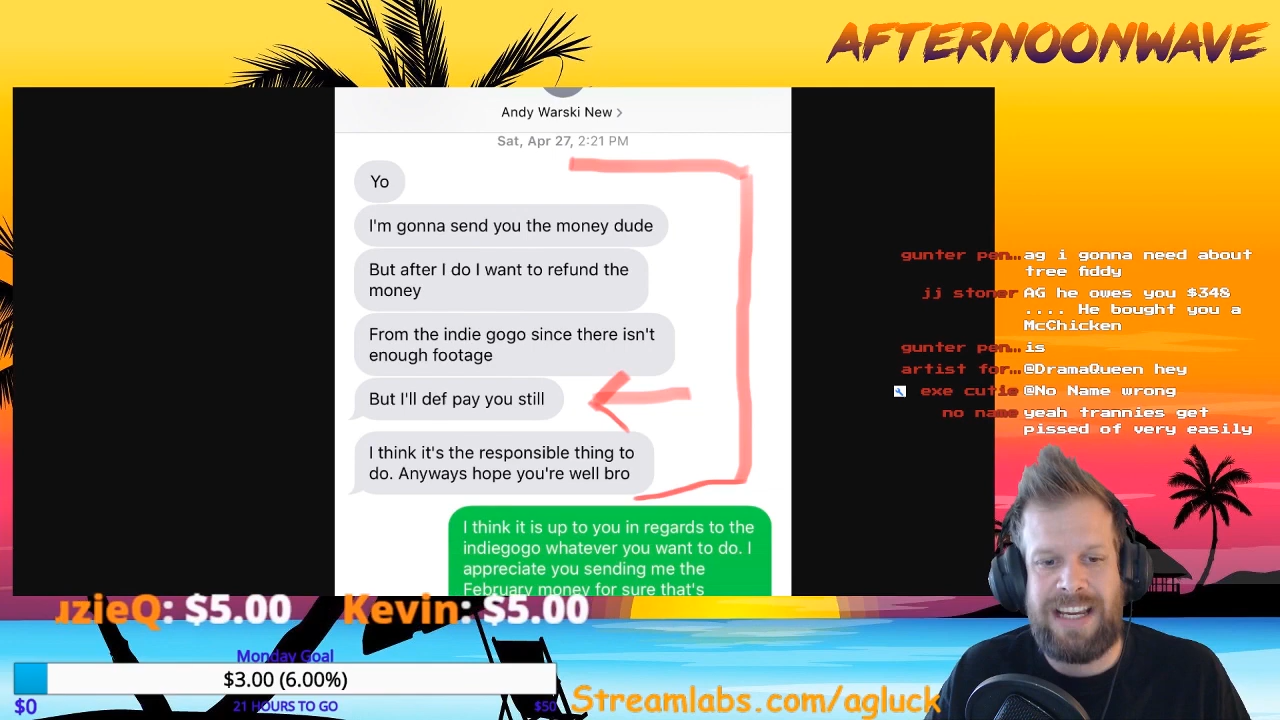 AFTERNOONWAVE
Andy Warski New >
Sat, Apr 27, 2:21 PM
Yo
I'm gonna send you the money dude
But after I do I want to refund the
money
From the indie gogo since there isn't
enough footage
But I'll def pay you still
I think it's the responsible thing to
do. Anyways hope you're well bro
I think it is up to you in regards to the
indiegogo whatever you want to do. I
appreciate you sending me the
February money for sure that's
gunter pen… ag i gonna need about
tree fiddy
jj stoner AG he owes you $348
.... He bought you a
McChicken
gunter pen… is
artist for… @DramaQueen hey
exe cutie @No Name wrong
no name yeah trannies get
pissed of very easily
zieQ: $5.00 Kevin: $5.00
Monday Goal
$3.00 (6.00%)
$0 21 HOURS TO GO $50
Streamlabs.com/agluck